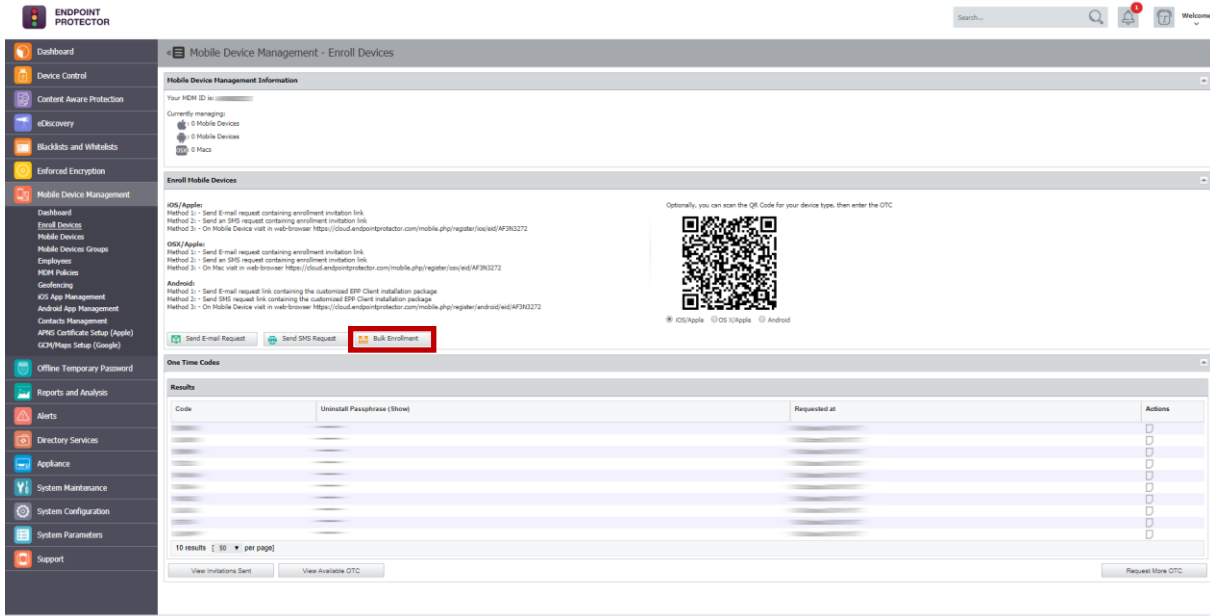 ENDPOINT
PROTECTOR
Search...
1
Welcome
Dashboard
Device Control
Content Aware Protection
eDiscovery
Blacklists and Whitelists
Enforced Encryption
Mobile Device Management
Dashboard
Enroll Devices
Mobile Devices
Mobile Devices Groups
Employees
MDM Policies
Geofencing
iOS App Management
Android App Management
Contacts Management
APNS Certificate Setup (Apple)
GCM/Maps Setup (Google)
Offline Temporary Password
Reports and Analysis
Alerts
Directory Services
Appliance
System Maintenance
System Configuration
System Parameters
Support
Mobile Device Management - Enroll Devices
Mobile Device Management Information
Your MDM ID is:
Currently managing:
: 0 Mobile Devices
: 0 Mobile Devices
OSX: 0 Macs
Enroll Mobile Devices
iOS/Apple:
Method 1: - Send E-mail request containing enrollment invitation link
Method 2: - Send an SMS request containing enrollment invitation link
Method 3: - On Mobile Device visit in web-browser https://cloud.endpointprotector.com/mobile.php/register/ios/eid/AF3N3272
OSX/Apple:
Method 1: - Send E-mail request containing enrollment invitation link
Method 2: - Send an SMS request containing enrollment invitation link
Method 3: - On Mac visit in web-browser https://cloud.endpointprotector.com/mobile.php/register/osx/eid/AF3N3272
Android:
Method 1: - Send E-mail request link containing the customized EPP Client installation package
Method 2: - Send SMS request link containing the customized EPP Client installation package
Method 3: - On Mobile Device visit in web-browser https://cloud.endpointprotector.com/mobile.php/register/android/eid/AF3N3272
Optionally, you can scan the QR Code for your device type, then enter the OTC
iOS/Apple OS X/Apple Android
Send E-mail Request Send SMS Request Bulk Enrollment
One Time Codes
Results
Code Uninstall Passphrase (Show) Requested at Actions
10 results [ 50 per page]
View Invitations Sent View Available OTC Request More OTC